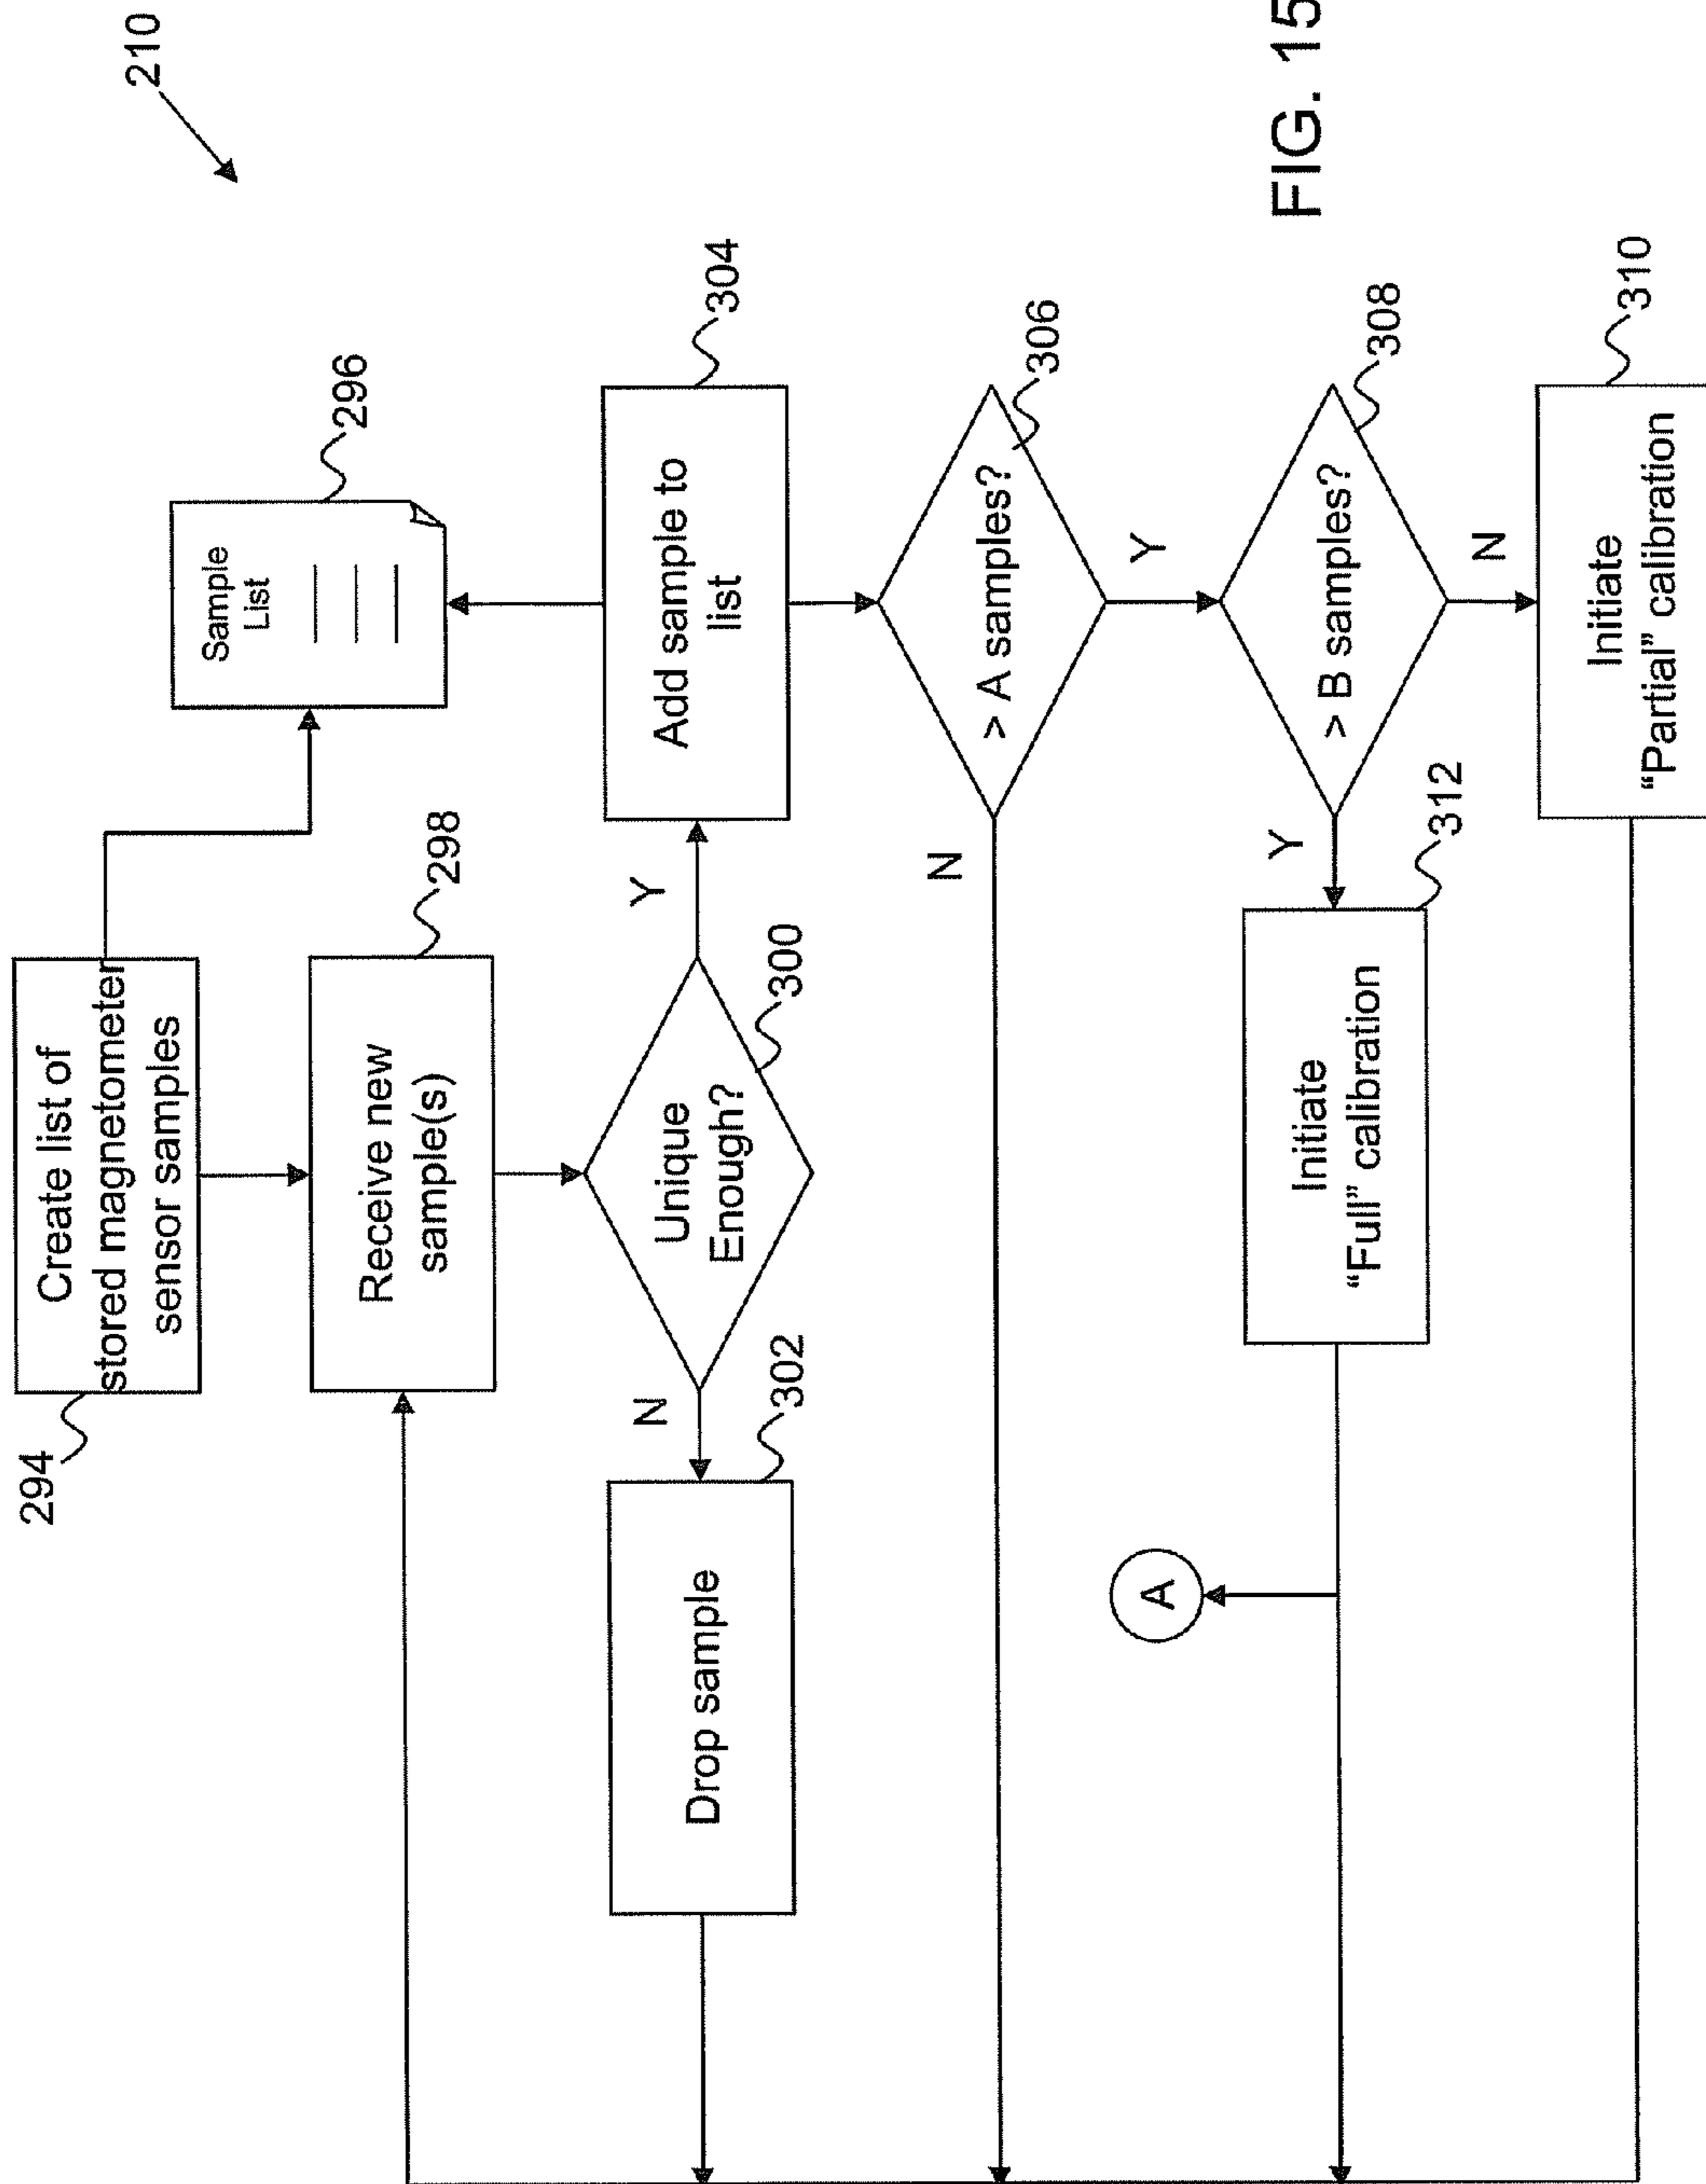 210
294
Create list of
stored magnetometer
sensor samples
296
Sample
List
298
Receive new
sample(s)
300
Unique
Enough?
N
Y
302
Drop sample
304
Add sample to
list
306
> A samples?
N
Y
308
> B samples?
Y
N
312
Initiate
“Full” calibration
A
310
Initiate
“Partial” calibration
FIG. 15